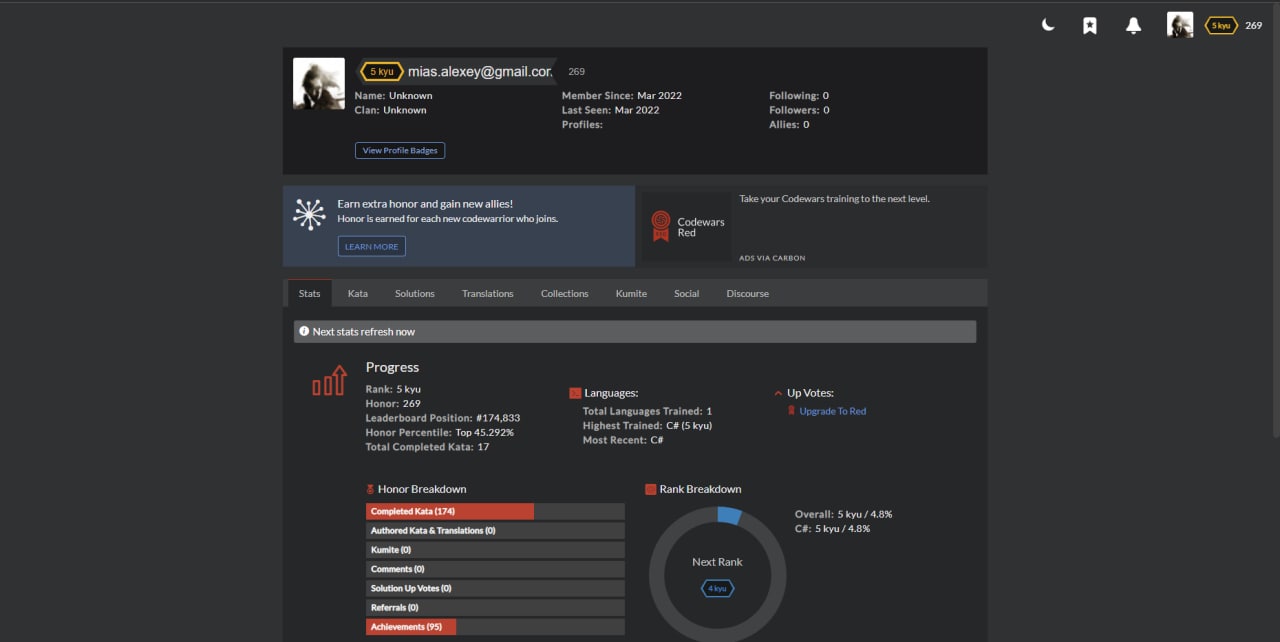 5 kyu 269
5 kyu mias.alexey@gmail.cor 269
Name: Unknown
Clan: Unknown
Member Since: Mar 2022
Last Seen: Mar 2022
Profiles:
Following: 0
Followers: 0
Allies: 0
View Profile Badges
Earn extra honor and gain new allies!
Honor is earned for each new codewarrior who joins.
LEARN MORE
Codewars
Red
Take your Codewars training to the next level.
ADS VIA CARBON
Stats Kata Solutions Translations Collections Kumite Social Discourse
Next stats refresh now
Progress
Rank: 5 kyu
Honor: 269
Leaderboard Position: #174,833
Honor Percentile: Top 45.292%
Total Completed Kata: 17
Languages:
Total Languages Trained: 1
Highest Trained: C# (5 kyu)
Most Recent: C#
Up Votes:
Upgrade To Red
Honor Breakdown
Completed Kata (174)
Authored Kata & Translations (0)
Kumite (0)
Comments (0)
Solution Up Votes (0)
Referrals (0)
Achievements (95)
Rank Breakdown
Next Rank
4 kyu
Overall: 5 kyu / 4.8%
C#: 5 kyu / 4.8%